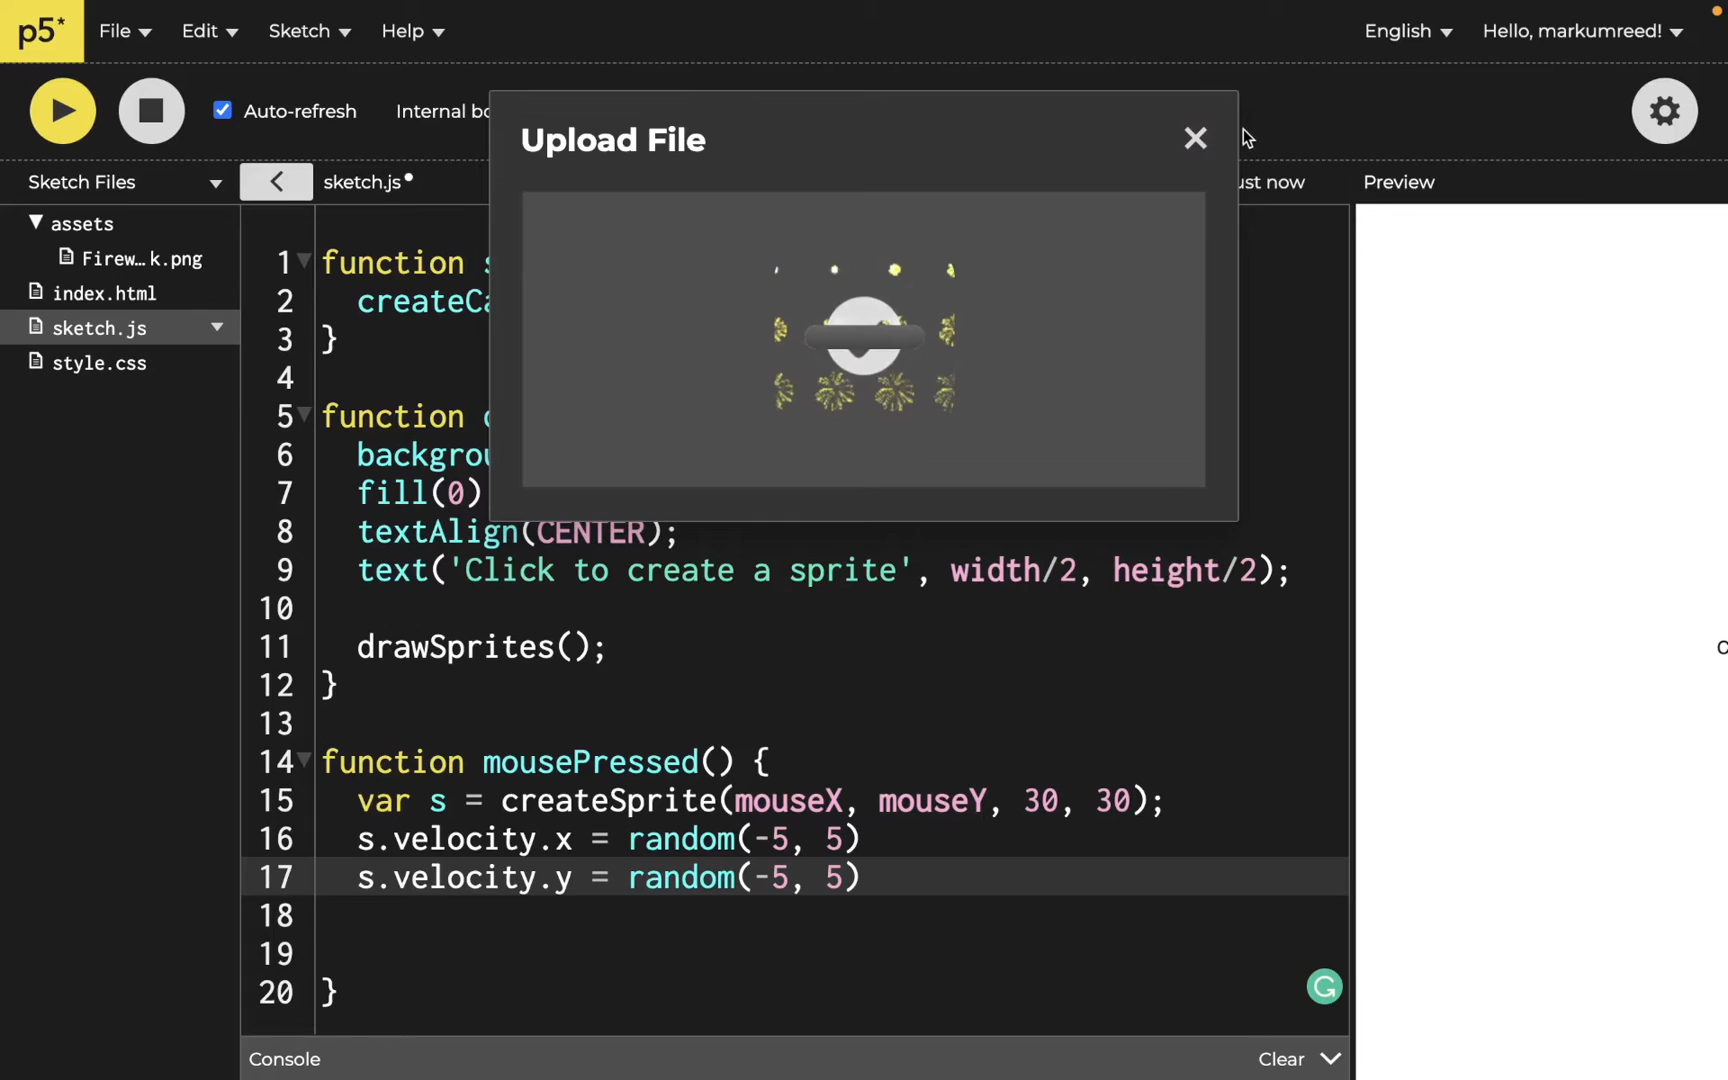 p5* File Edit Sketch Help English Hello, markumreed!
Auto-refresh Internal
Upload File
Sketch Files
sketch.js
just now
Preview
assets
Firew…k.png
index.html
sketch.js
style.css
1 function
2 createCa
3 }
4
5 function
6 backgrou
7 fill(0)
8 textAlign(CENTER);
9 text('Click to create a sprite', width/2, height/2);
10
11 drawSprites();
12 }
13
14 function mousePressed() {
15 var s = createSprite(mouseX, mouseY, 30, 30);
16 s.velocity.x = random(-5, 5)
17 s.velocity.y = random(-5, 5)
18
19
20 }
Console
Clear